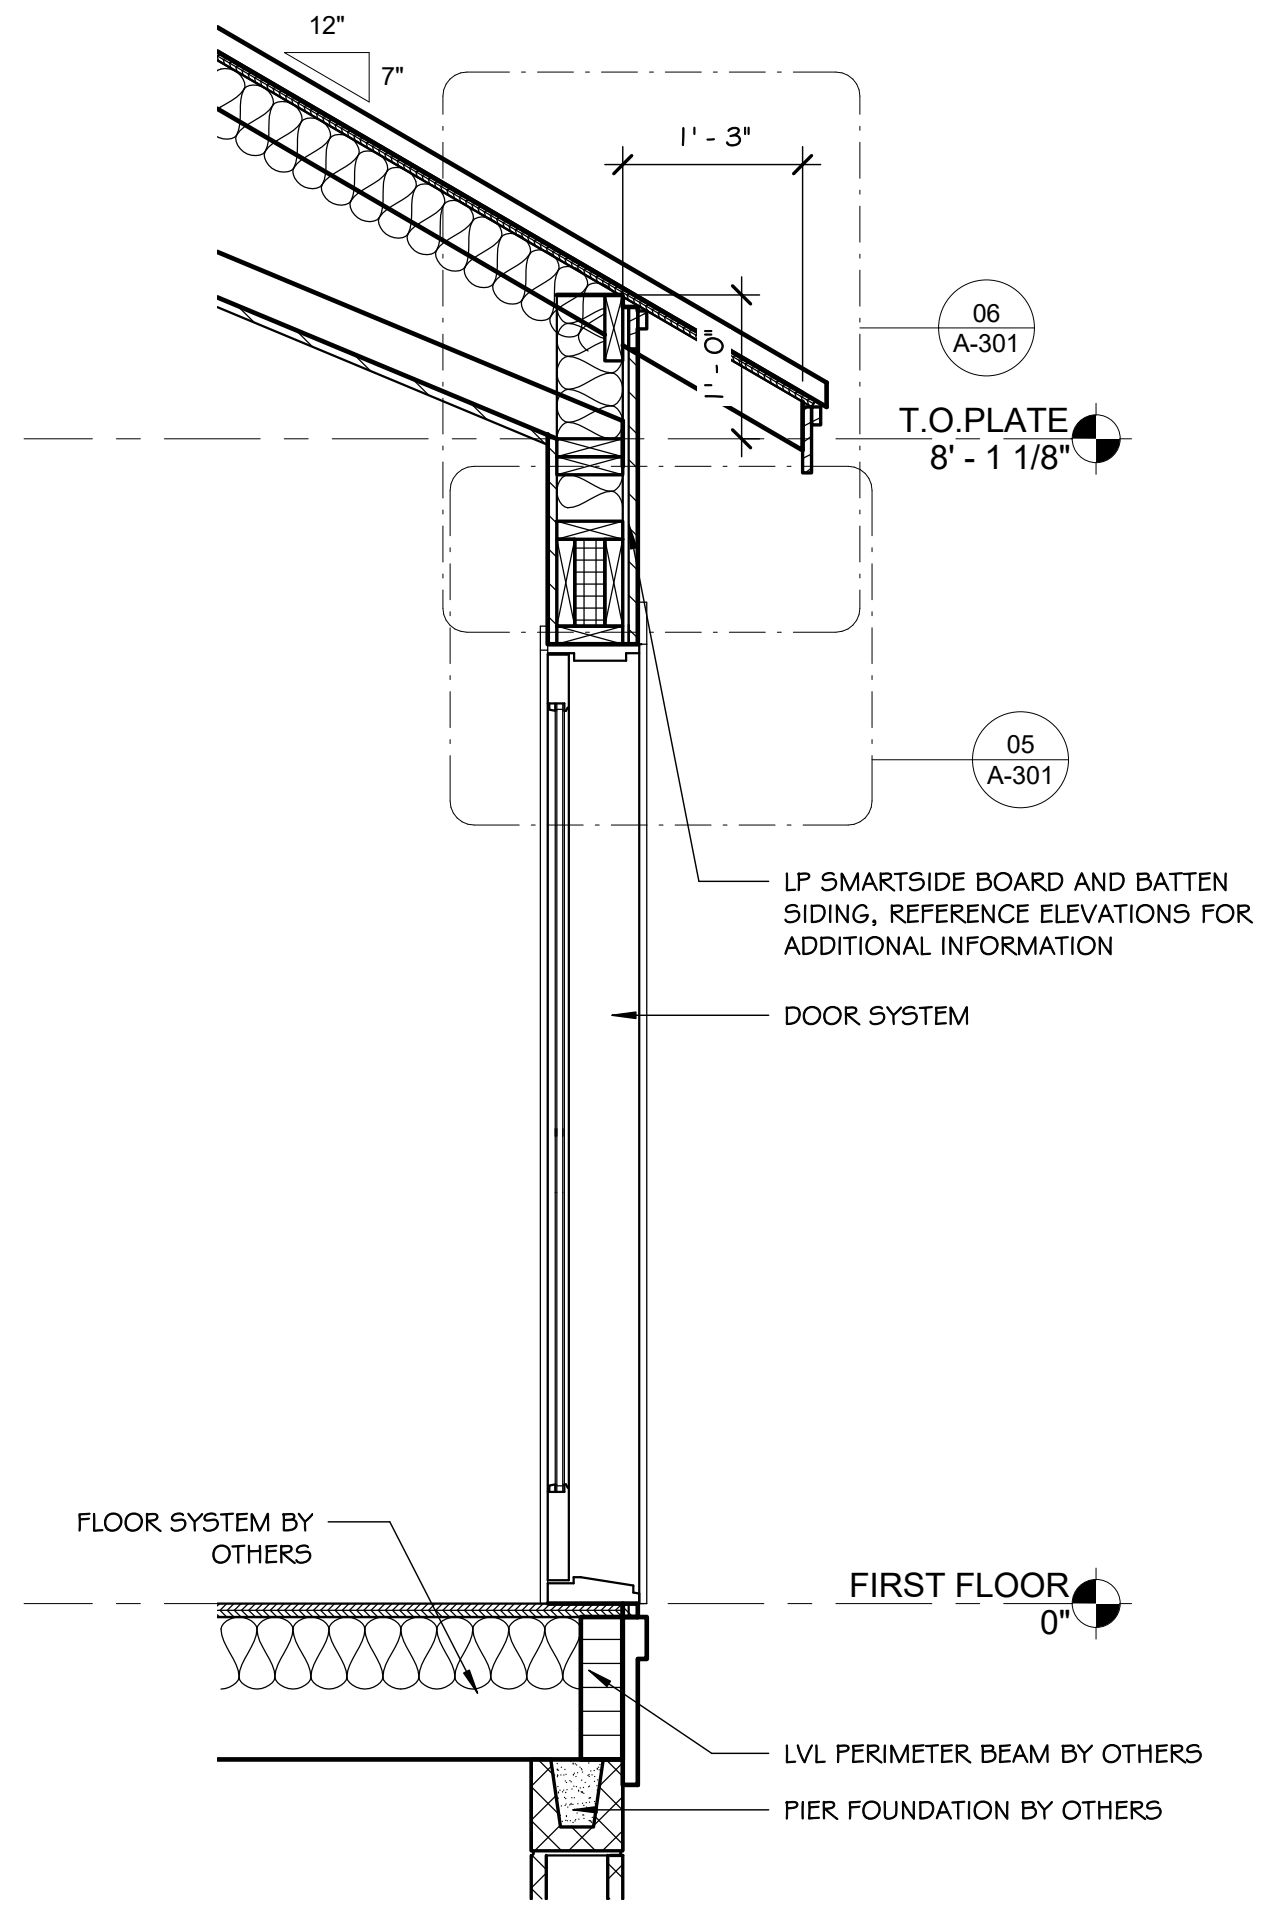 12"
7"
1' - 3"
1' - 0"
06
A-301
T.O.PLATE
8' - 1 1/8"
05
A-301
LP SMARTSIDE BOARD AND BATTEN
SIDING, REFERENCE ELEVATIONS FOR
ADDITIONAL INFORMATION
DOOR SYSTEM
FLOOR SYSTEM BY
OTHERS
FIRST FLOOR
0"
LVL PERIMETER BEAM BY OTHERS
PIER FOUNDATION BY OTHERS